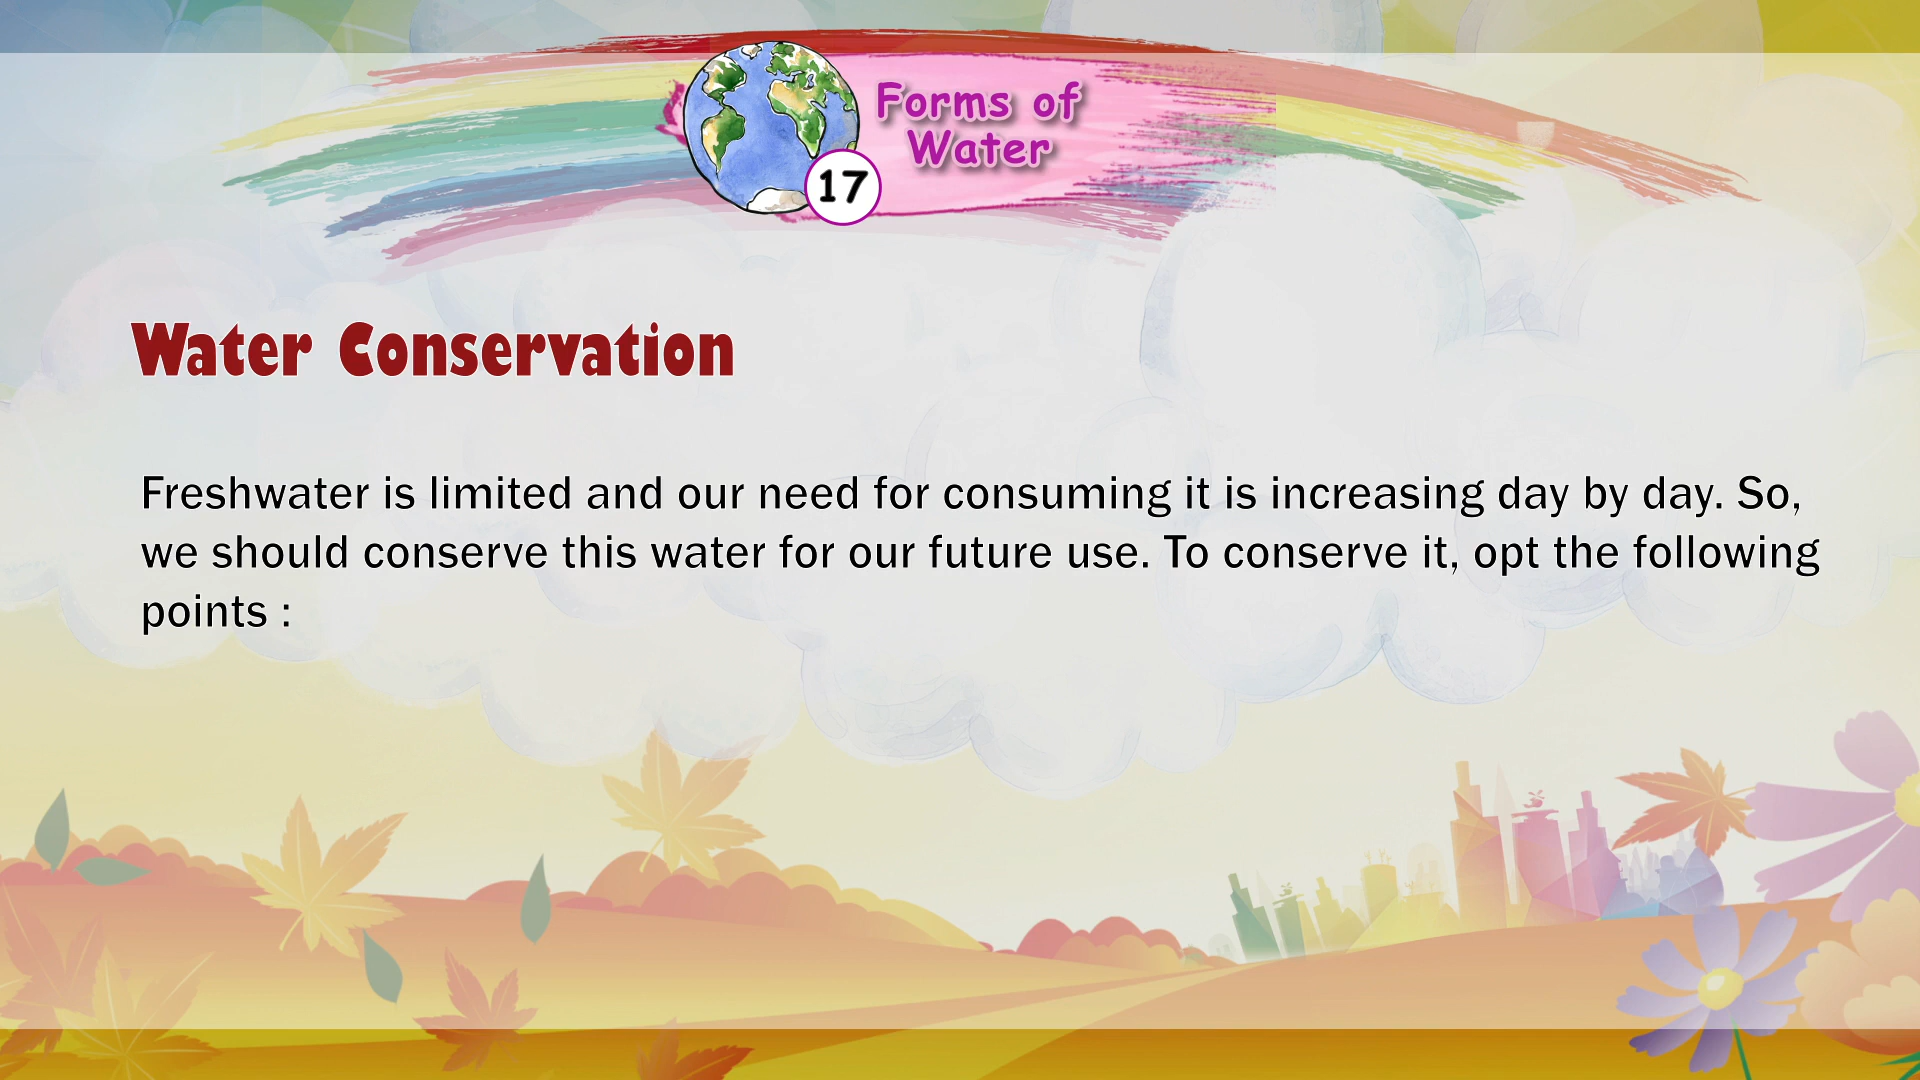 Forms of
Water
17
Water Conservation
Freshwater is limited and our need for consuming it is increasing day by day. So,
we should conserve this water for our future use. To conserve it, opt the following
points :